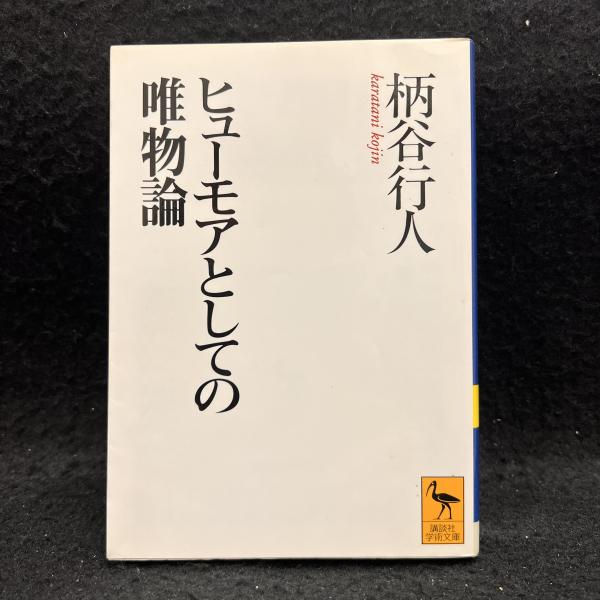 柄谷行人
karatani kojin
ヒューモアとしての
唯物論
講談社
学術文庫